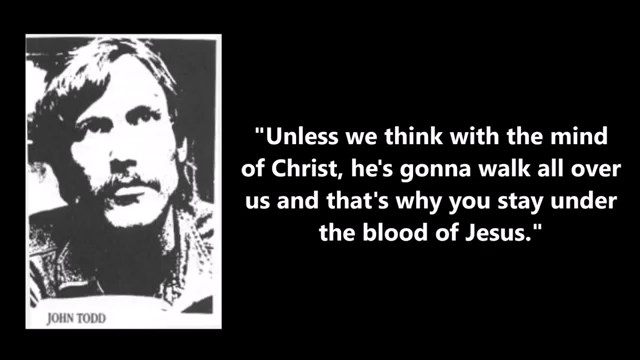 "Unless we think with the mind
of Christ, he's gonna walk all over
us and that's why you stay under
the blood of Jesus."
JOHN TODD